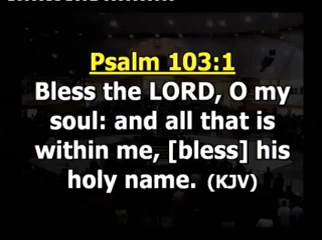 Psalm 103:1
Bless the LORD, O my
soul: and all that is
within me, [bless] his
holy name. (KJV)